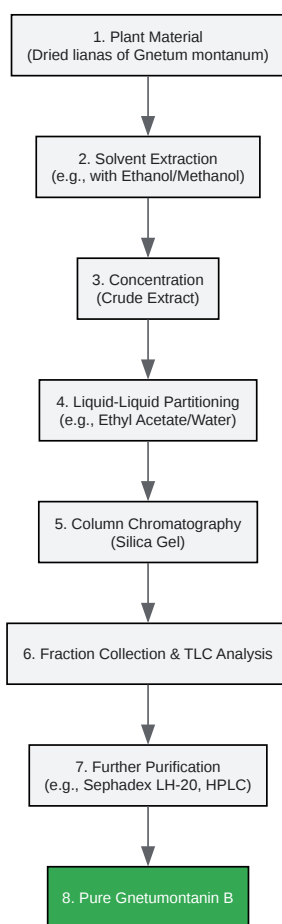 1. Plant Material
(Dried lianas of Gnetum montanum)
2. Solvent Extraction
(e.g., with Ethanol/Methanol)
3. Concentration
(Crude Extract)
4. Liquid-Liquid Partitioning
(e.g., Ethyl Acetate/Water)
5. Column Chromatography
(Silica Gel)
6. Fraction Collection & TLC Analysis
7. Further Purification
(e.g., Sephadex LH-20, HPLC)
8. Pure Gnetumontanin B